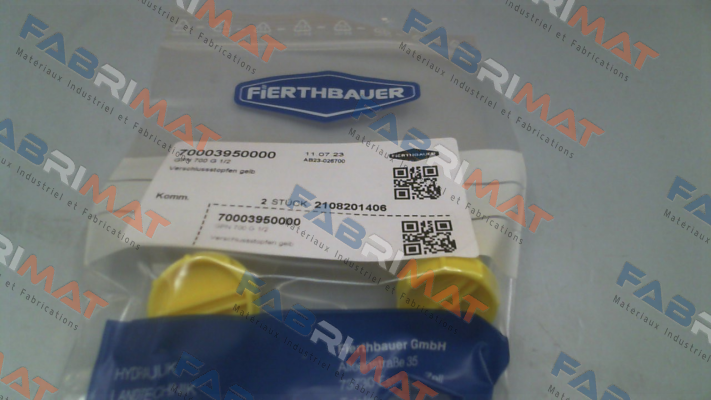 FiERTHBAUER
70003950000
11.07.23
FiERTHBAUER
GPN 700 G 1/2
AB23-026700
Verschlussstopfen gelb
Komm.
2 STÜCK 2108201406
70003950000
GPN 700 G 1/2
Verschlussstopfen gelb
Fierthbauer GmbH
HYDRAULIK
LANDTECHNIK
FABRIMAT
Materiaux Industriel et Fabrications